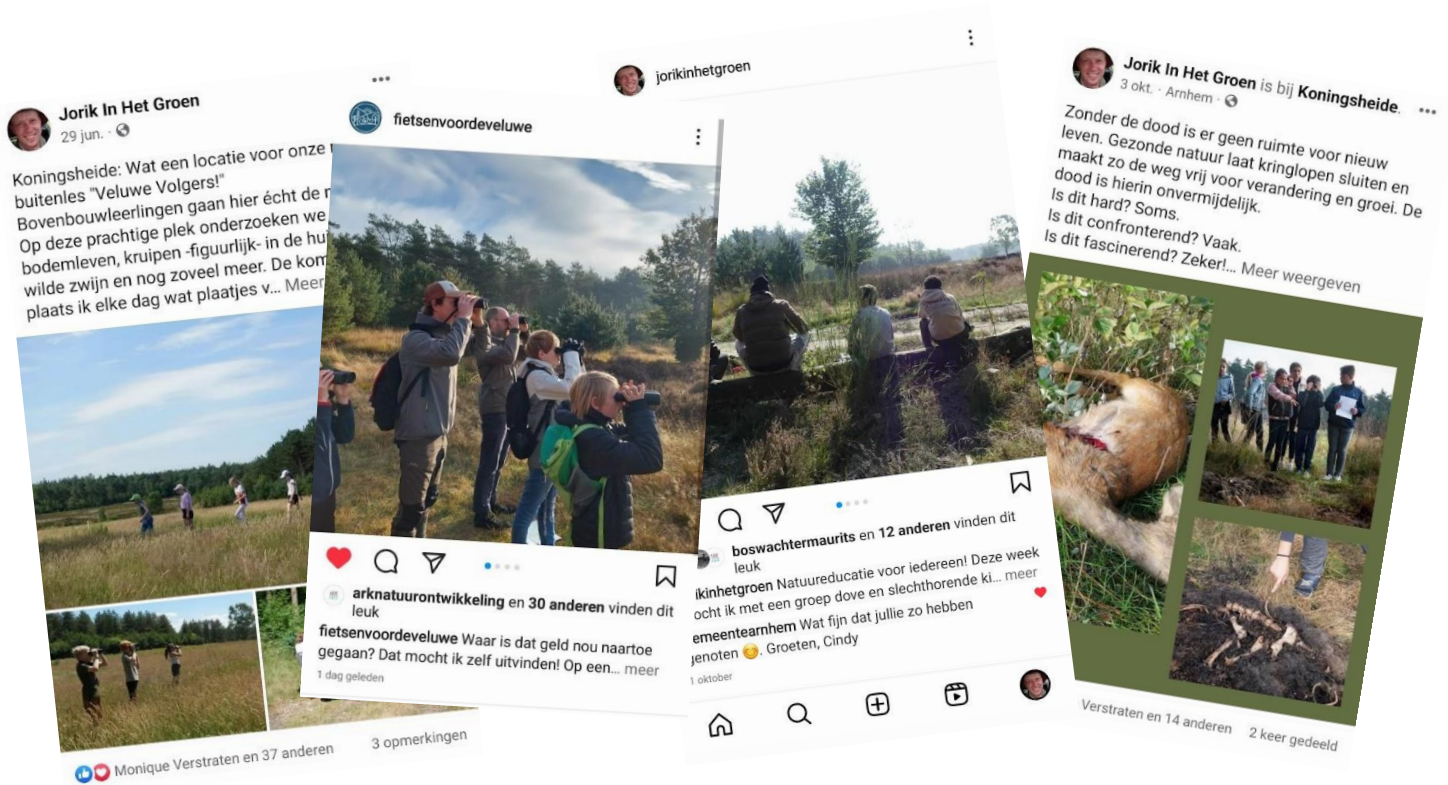 Jorik In Het Groen
29 jun.
Koningsheide: Wat een locatie voor onze
buitenles "Veluwe Volgers!"
Bovenbouwleerlingen gaan hier écht de
Op deze prachtige plek onderzoeken we
bodemleven, kruipen -figuurlijk- in de
wilde zwijn en nog zoveel meer. De
plaats ik elke dag wat plaatjes v... Meer
Monique Verstraten en 37 anderen
3 opmerkingen
fietsenvoordeveluwe
arknatuurontwikkeling en 30 anderen vinden dit
leuk
fietsenvoordeveluwe Waar is dat geld nou naartoe
gegaan? Dat mocht ik zelf uitvinden! Op een... meer
1 dag geleden
jorikinhetgroen
boswachtermaurits en 12 anderen vinden dit
leuk
ikinhetgroen Natuureducatie voor iedereen! Deze week
ocht ik met een groep dove en slechthorende ki... meer
emeentearnhem Wat fijn dat jullie zo hebben
genoten 😊. Groeten, Cindy
1 oktober
Jorik In Het Groen is bij Koningsheide.
3 okt. · Arnhem
Zonder de dood is er geen ruimte voor nieuw
leven. Gezonde natuur laat kringlopen sluiten en
maakt zo de weg vrij voor verandering en groei. De
dood is hierin onvermijdelijk.
Is dit hard? Soms.
Is dit confronterend? Vaak.
Is dit fascinerend? Zeker!... Meer weergeven
Verstraten en 14 anderen
2 keer gedeeld